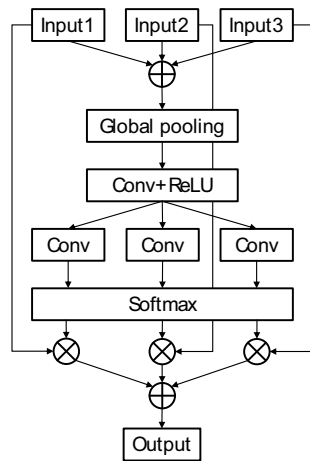 Input1 Input2 Input3
Global pooling
Conv+ReLU
Conv Conv Conv
Softmax
Output